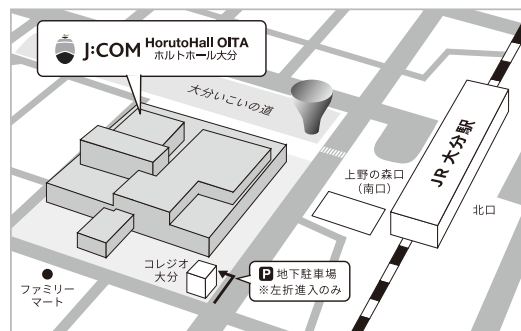 J:COM HorutoHall OITA
ホルトホール大分
大分いこいの道
JR 大分駅
上野の森口
（南口）
北口
コレジオ
大分
P 地下駐車場
※左折進入のみ
ファミリー
マート